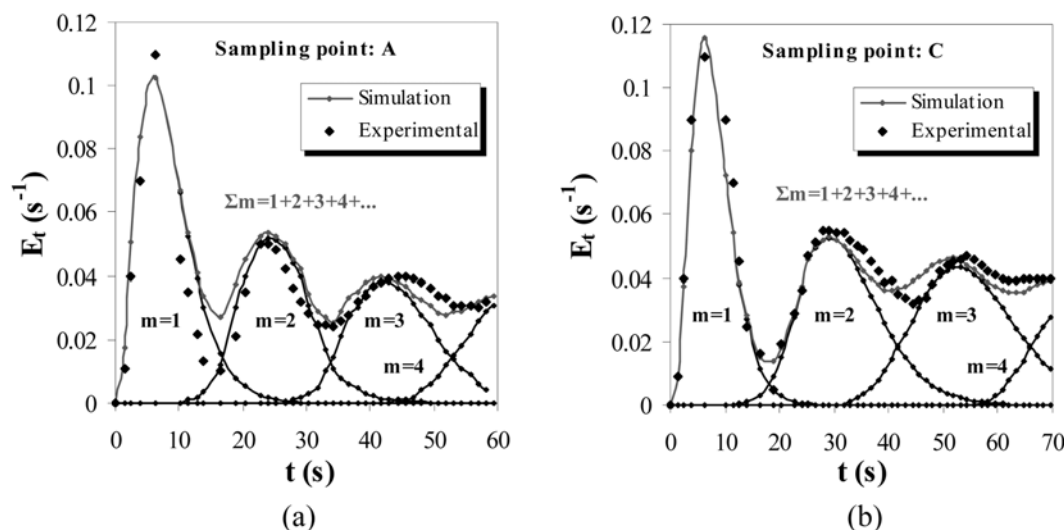 0.12
0.1
0.08
0.06
0.04
0.02
0
E_t (s⁻¹)
Sampling point: A
Simulation
Experimental
Σm=1+2+3+4+...
m=1
m=2
m=3
m=4
0 10 20 30 40 50 60
t (s)
(a)
0.12
0.1
0.08
0.06
0.04
0.02
0
E_t (s⁻¹)
Sampling point: C
Simulation
Experimental
Σm=1+2+3+4+...
m=1
m=2
m=3
m=4
0 10 20 30 40 50 60 70
t (s)
(b)